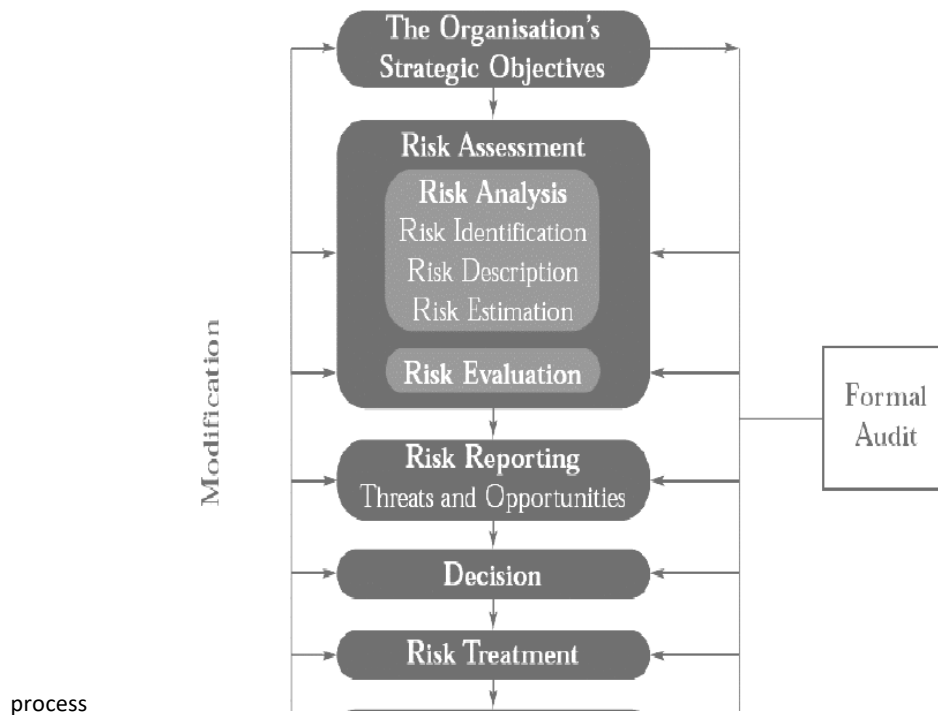 The Organisation's
Strategic Objectives
Risk Assessment
Risk Analysis
Risk Identification
Risk Description
Risk Estimation
Risk Evaluation
Modification
Formal
Audit
Risk Reporting
Threats and Opportunities
Decision
Risk Treatment
process